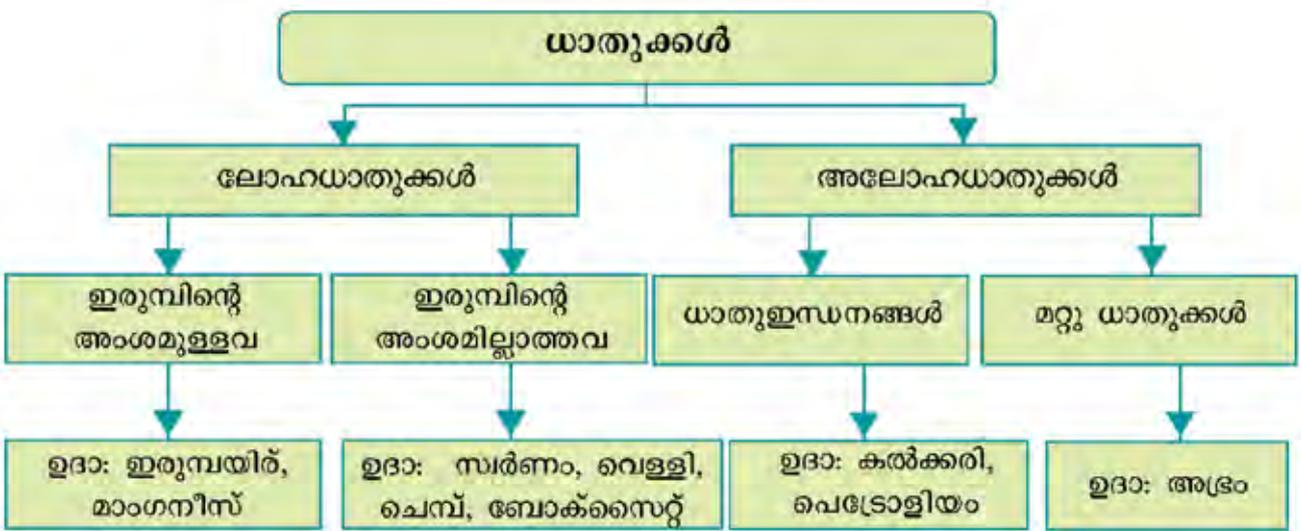 ധാതുക്കൾ
ലോഹധാതുക്കൾ
അലോഹധാതുക്കൾ
ഇരുമ്പിന്റെ
അംശമുള്ളവ
ഇരുമ്പിന്റെ
അംശമില്ലാത്തവ
ധാതുഇന്ധനങ്ങൾ
മറ്റു ധാതുക്കൾ
ഉദാ: ഇരുമ്പയിര്,
മാംഗനീസ്
ഉദാ: സ്വർണം, വെള്ളി,
ചെമ്പ്, ബോക്സൈറ്റ്
ഉദാ: കൽക്കരി,
പെട്രോളിയം
ഉദാ: അഭ്രം